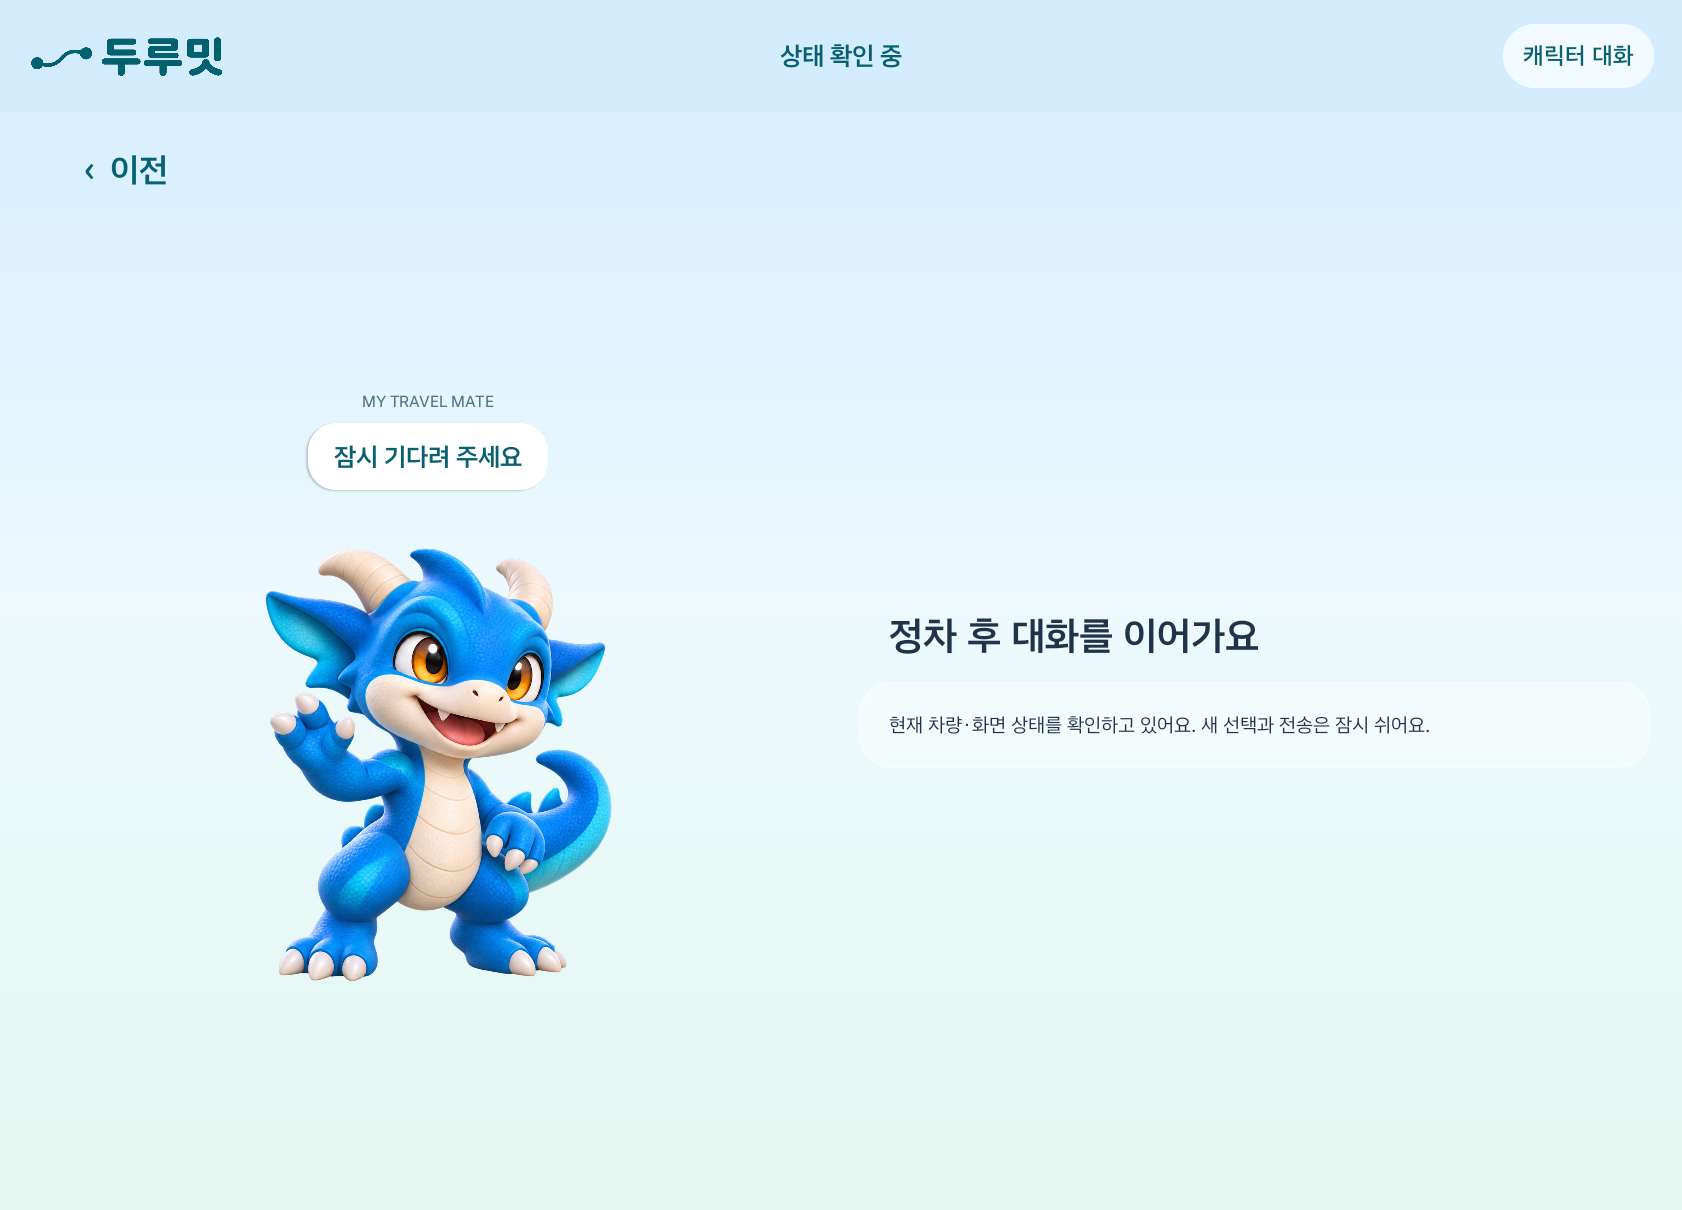 두루밋
상태 확인 중
캐릭터 대화
‹ 이전
MY TRAVEL MATE
잠시 기다려 주세요
정차 후 대화를 이어가요
현재 차량·화면 상태를 확인하고 있어요. 새 선택과 전송은 잠시 쉬어요.